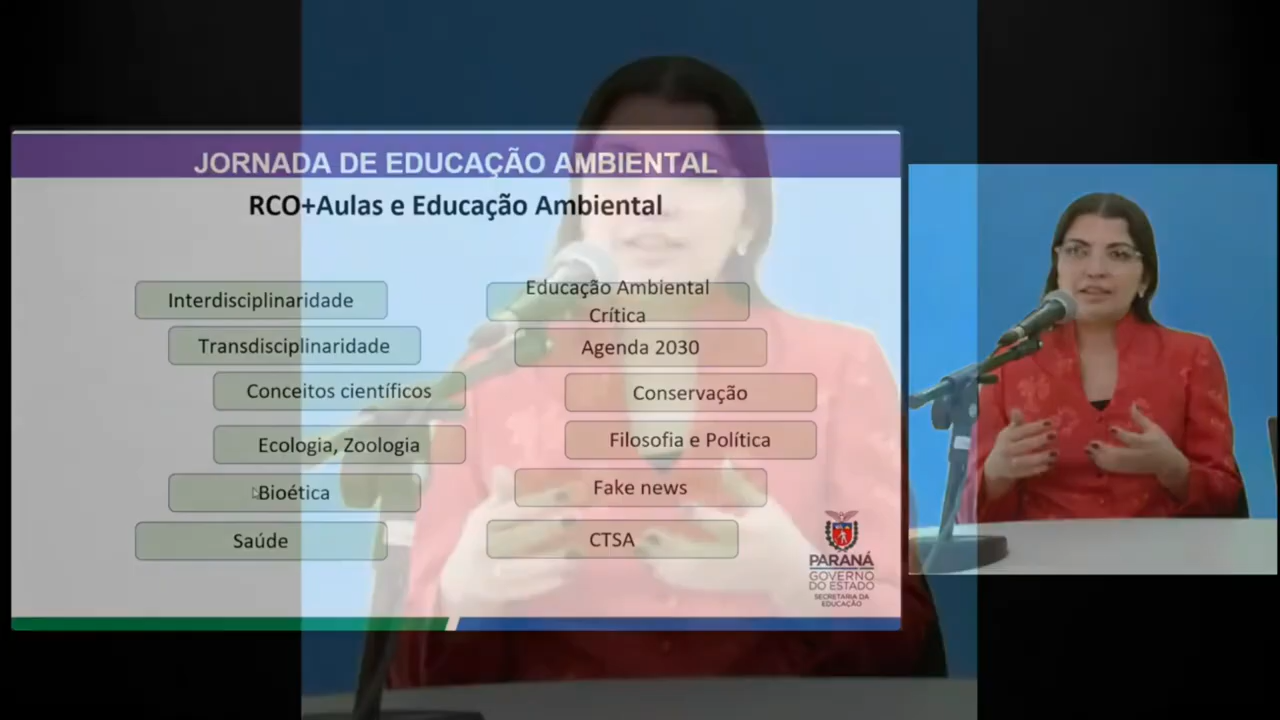 JORNADA DE EDUCAÇÃO AMBIENTAL
RCO+Aulas e Educação Ambiental
Interdisciplinaridade
Transdisciplinaridade
Conceitos científicos
Ecologia, Zoologia
Bioética
Saúde
Educação Ambiental
Crítica
Agenda 2030
Conservação
Filosofia e Política
Fake news
CTSA
PARANÁ
GOVERNO
DO ESTADO
SECRETARIA DA
EDUCAÇÃO